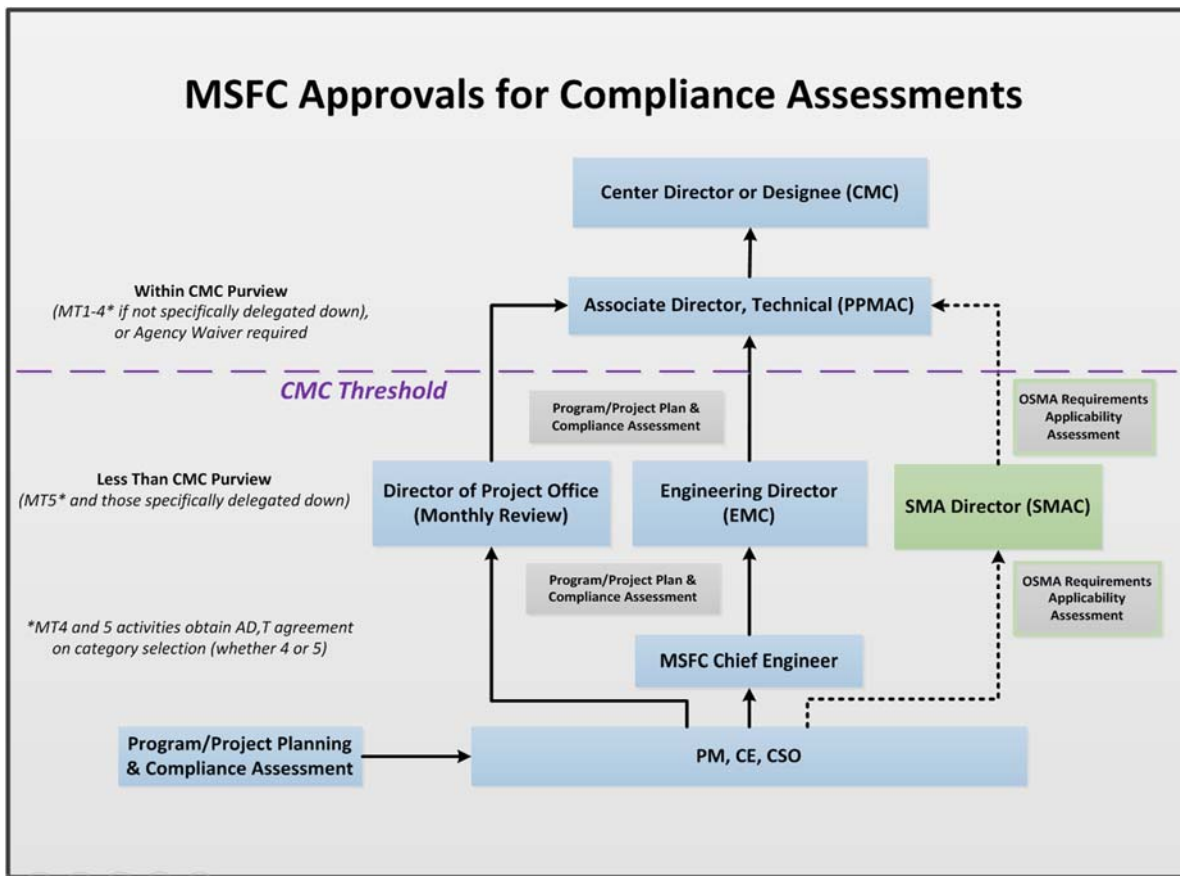 MSFC Approvals for Compliance Assessments
Center Director or Designee (CMC)
Within CMC Purview
(MT1-4* if not specifically delegated down),
or Agency Waiver required
Associate Director, Technical (PPMAC)
CMC Threshold
Program/Project Plan &
Compliance Assessment
OSMA Requirements
Applicability
Assessment
Less Than CMC Purview
(MT5* and those specifically delegated down)
Director of Project Office
(Monthly Review)
Engineering Director
(EMC)
SMA Director (SMAC)
Program/Project Plan &
Compliance Assessment
OSMA Requirements
Applicability
Assessment
*MT4 and 5 activities obtain AD,T agreement
on category selection (whether 4 or 5)
MSFC Chief Engineer
Program/Project Planning
& Compliance Assessment
PM, CE, CSO